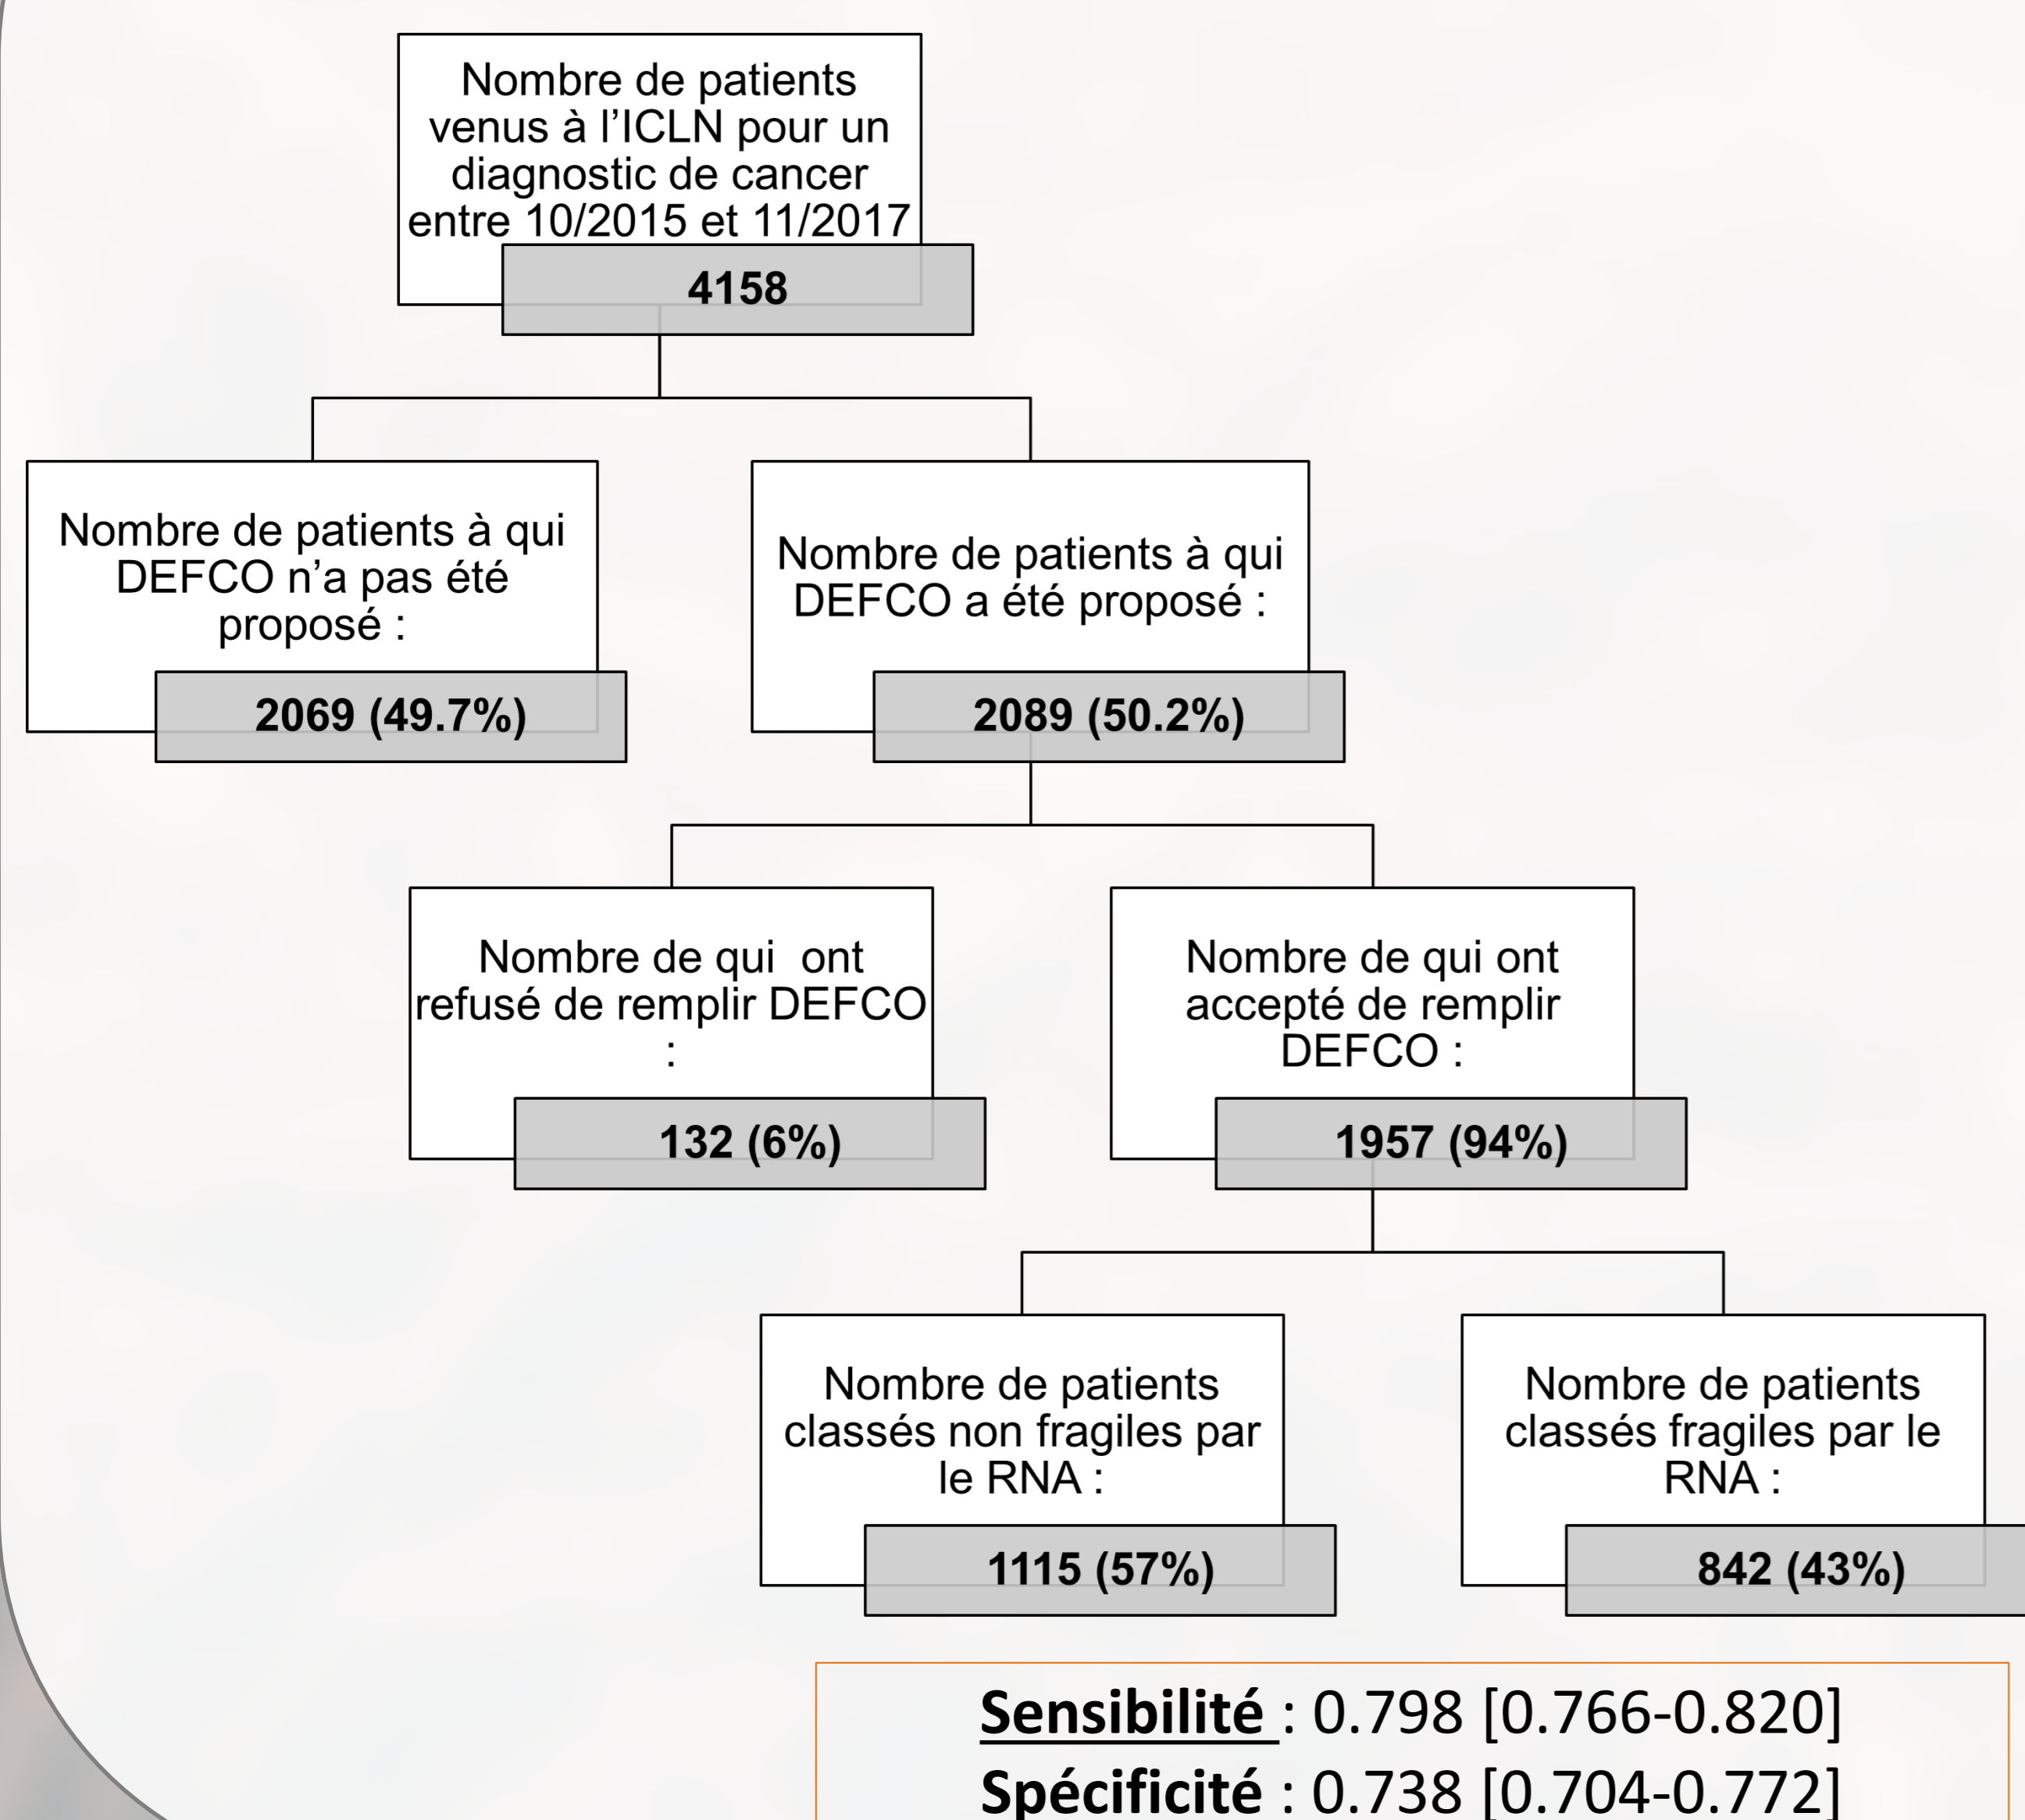 Nombre de patients
venus à l’ICLN pour un
diagnostic de cancer
entre 10/2015 et 11/2017
4158
Nombre de patients à qui
DEFCO n’a pas été
proposé :
2069 (49.7%)
Nombre de patients à qui
DEFCO a été proposé :
2089 (50.2%)
Nombre de qui  ont
refusé de remplir DEFCO
:
132 (6%)
Nombre de qui ont
accepté de remplir
DEFCO :
1957 (94%)
Nombre de patients
classés non fragiles par
le RNA :
1115 (57%)
Nombre de patients
classés fragiles par le
RNA :
842 (43%)
Sensibilité : 0.798 [0.766-0.820]
Spécificité : 0.738 [0.704-0.772]